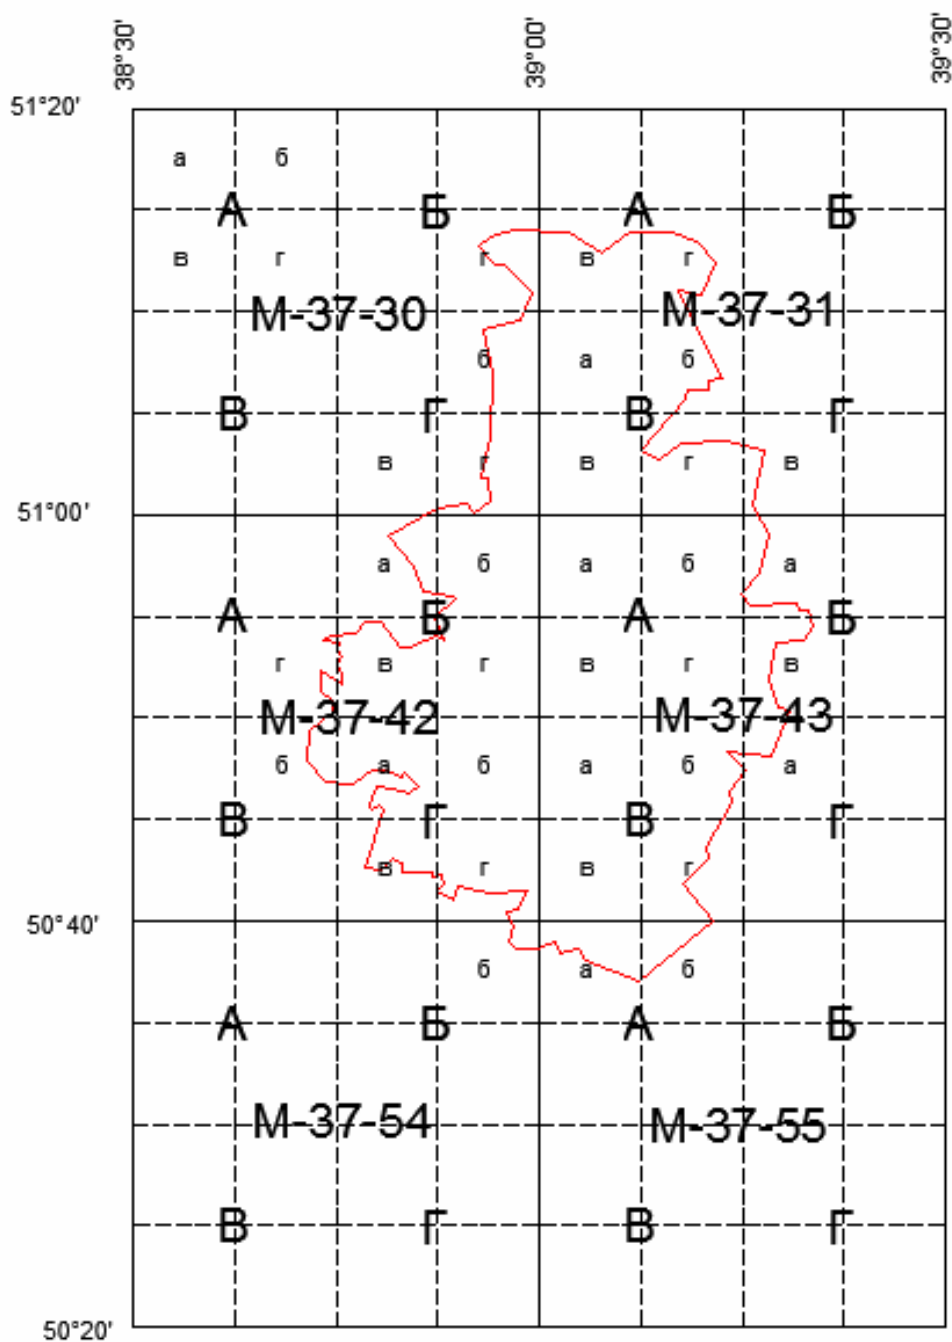 38°30' 39°00' 39°30'
51°20'
а б
А Б А Б
в г г в г
М-37-30 М-37-31
б а б
В Г В Г
в г в г в
51°00'
а б а б а
А Б А Б
г в г в г в
М-37-42 М-37-43
б а б а б а
В Г В Г
в г в г
50°40'
б а б
А Б А Б
М-37-54 М-37-55
В Г В Г
50°20'